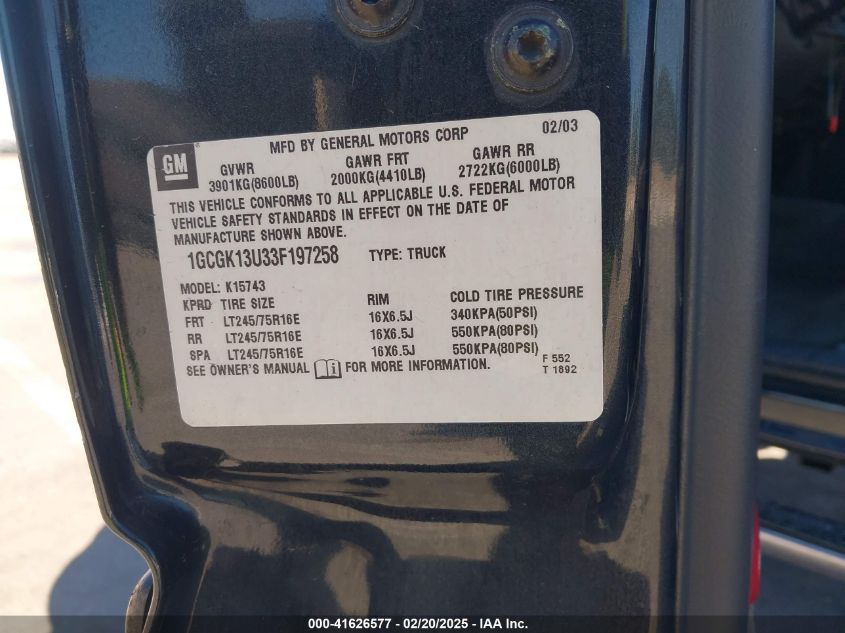 MFD BY GENERAL MOTORS CORP 02/03
GM
GVWR GAWR FRT GAWR RR
3901KG(8600LB) 2000KG(4410LB) 2722KG(6000LB)
THIS VEHICLE CONFORMS TO ALL APPLICABLE U.S. FEDERAL MOTOR
VEHICLE SAFETY STANDARDS IN EFFECT ON THE DATE OF
MANUFACTURE SHOWN ABOVE.
1GCGK13U33F197258 TYPE: TRUCK
MODEL: K15743
KPRD TIRE SIZE RIM COLD TIRE PRESSURE
FRT LT245/75R16E 16X6.5J 340KPA(50PSI)
RR LT245/75R16E 16X6.5J 550KPA(80PSI)
SPA LT245/75R16E 16X6.5J 550KPA(80PSI)
SEE OWNER'S MANUAL i FOR MORE INFORMATION.
F 552
T 1892
000-41626577 - 02/20/2025 - IAA Inc.